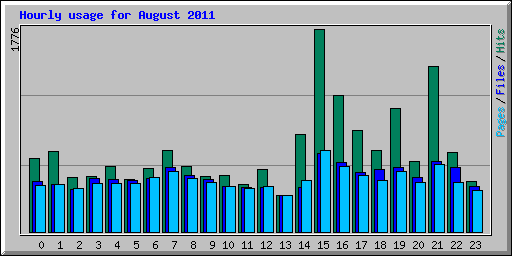 Hourly usage for August 2011
1776
Pages / Files / Hits
0 1 2 3 4 5 6 7 8 9 10 11 12 13 14 15 16 17 18 19 20 21 22 23